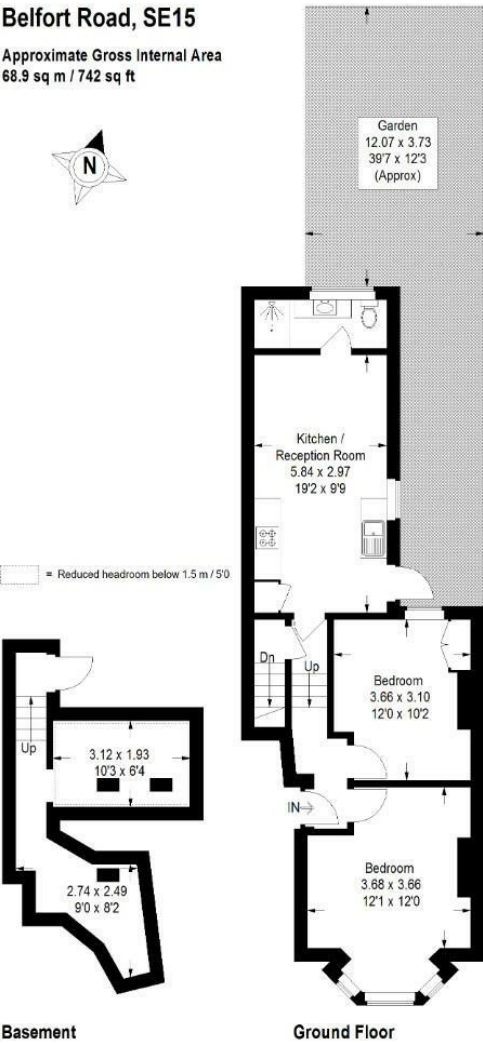 Belfort Road, SE15
Approximate Gross Internal Area
68.9 sq m / 742 sq ft
N
Garden
12.07 x 3.73
39'7 x 12'3
(Approx)
Kitchen /
Reception Room
5.84 x 2.97
19'2 x 9'9
= Reduced headroom below 1.5 m / 5'0
Dn
Up
Bedroom
3.66 x 3.10
12'0 x 10'2
Up
3.12 x 1.93
10'3 x 6'4
IN
2.74 x 2.49
9'0 x 8'2
Bedroom
3.68 x 3.66
12'1 x 12'0
Basement
Ground Floor